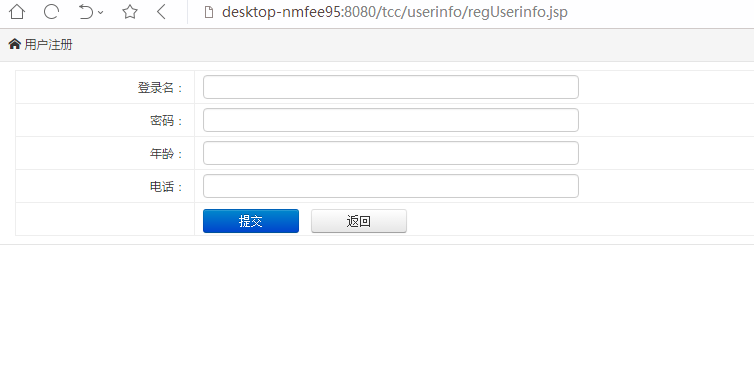 desktop-nmfee95:8080/tcc/userinfo/regUserinfo.jsp
用户注册
登录名：
密码：
年龄：
电话：
提交 返回